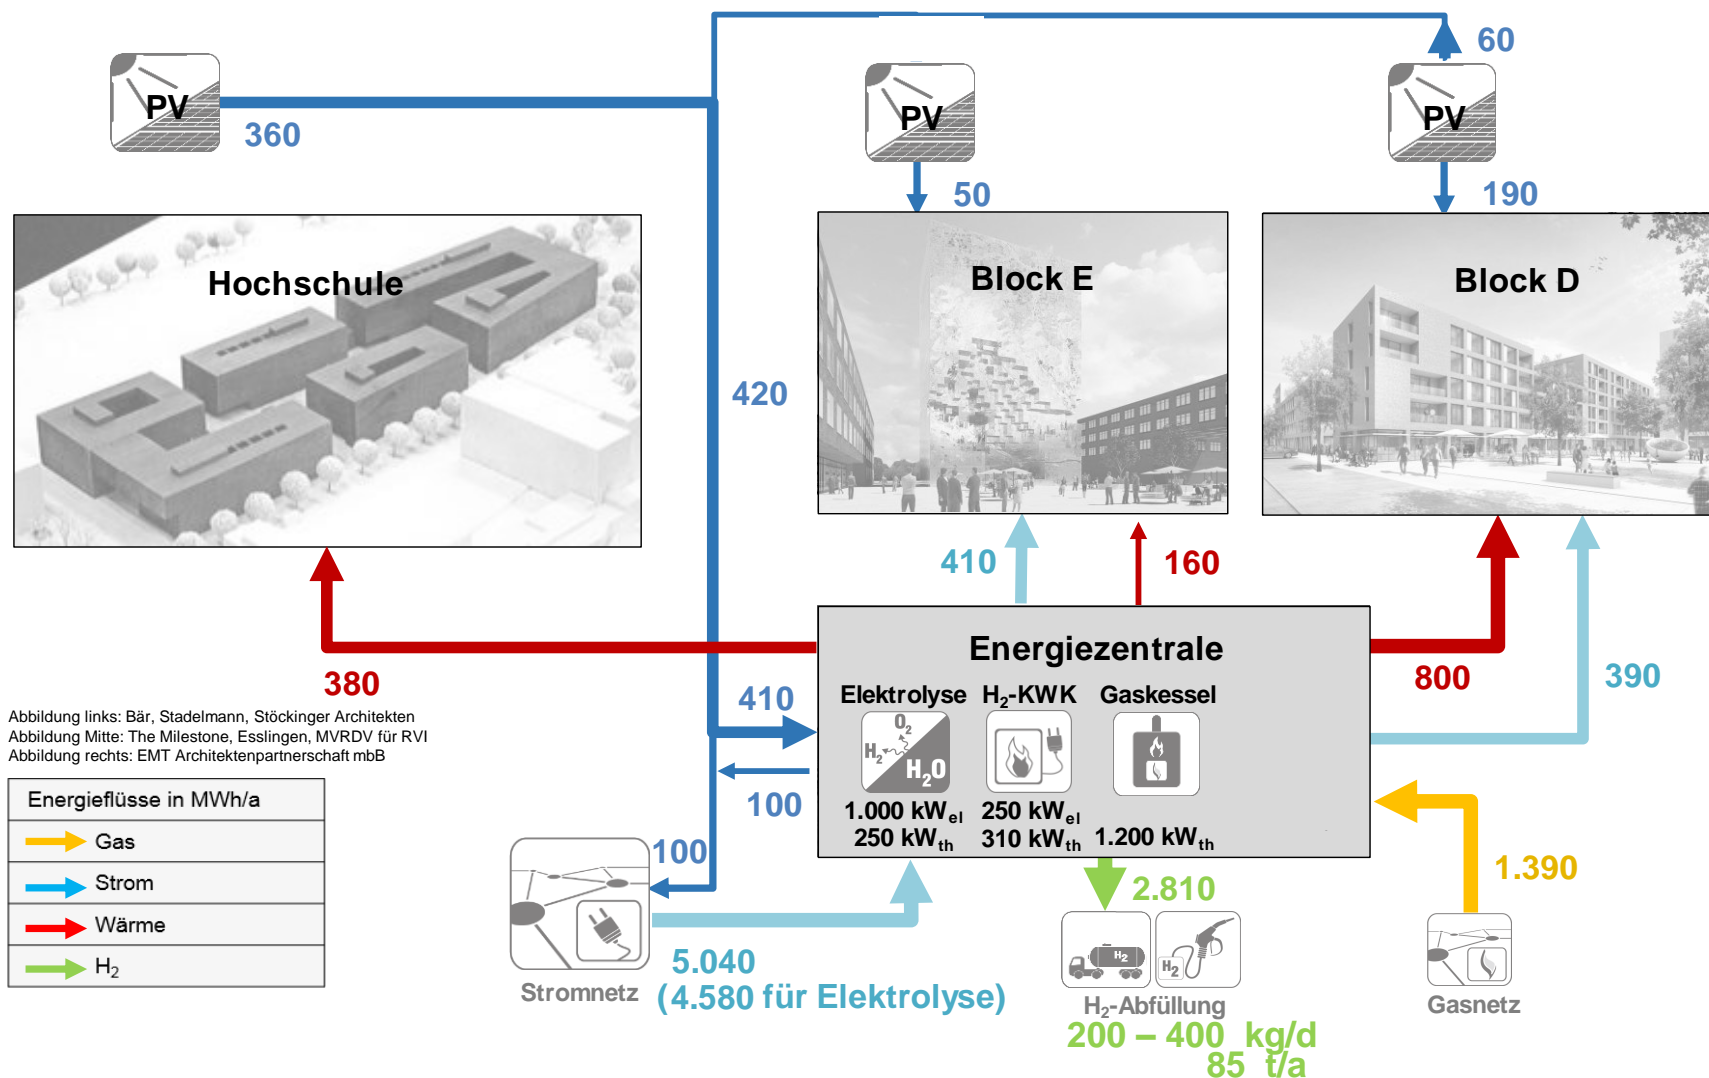 60
PV
PV
PV
360
50
190
Hochschule
Block E
Block D
420
410
160
Energiezentrale
380
800
390
Abbildung links: Bär, Stadelmann, Stöckinger Architekten
Abbildung Mitte: The Milestone, Esslingen, MVRDV für RVI
Abbildung rechts: EMT Architektenpartnerschaft mbB
410
Elektrolyse
H₂-KWK
Gaskessel
O₂
H₂
H₂O
100
1.000 kWel
250 kWth
250 kWel
310 kWth
1.200 kWth
Energieflüsse in MWh/a
Gas
Strom
Wärme
H₂
100
2.810
1.390
H₂
H₂
5.040
(4.580 für Elektrolyse)
Stromnetz
H₂-Abfüllung
Gasnetz
200 – 400 kg/d
85 t/a